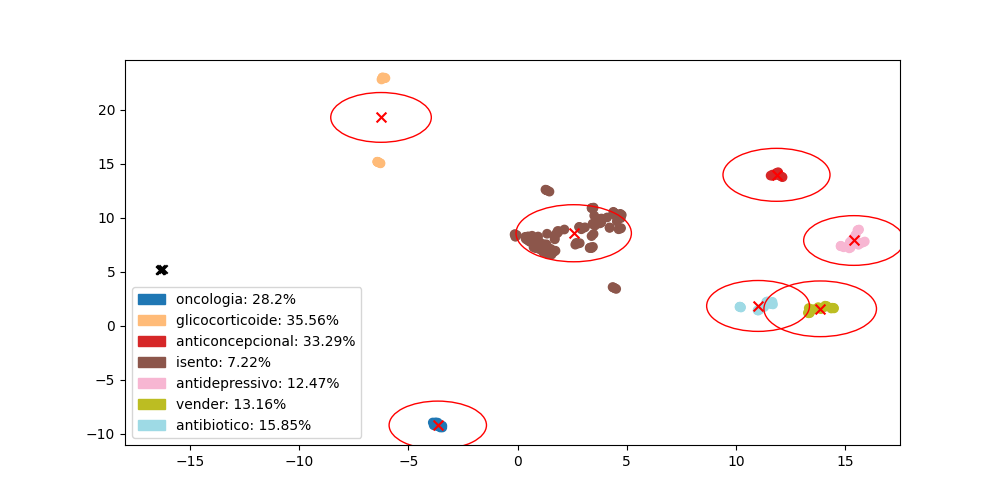 20
15
10
5
0
−5
−10
oncologia: 28.2%
glicocorticoide: 35.56%
anticoncepcional: 33.29%
isento: 7.22%
antidepressivo: 12.47%
vender: 13.16%
antibiotico: 15.85%
−15 −10 −5 0 5 10 15